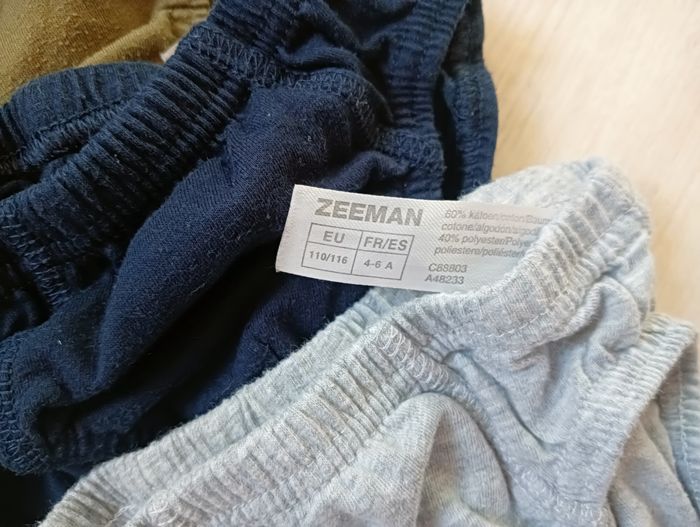 ZEEMAN
EU FR/ES
110/116 4-6 A
60% katoen/coton/Baum
cotone/algodon/algod
40% polyester/Polye
poliestere/poliéster
C88803
A48233